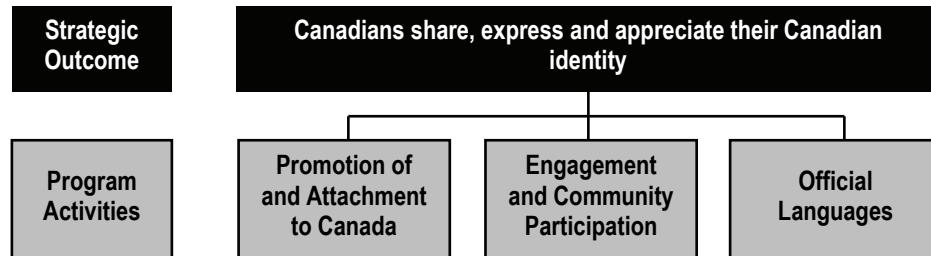 Strategic
Outcome
Canadians share, express and appreciate their Canadian
identity
Program
Activities
Promotion of
and Attachment
to Canada
Engagement
and Community
Participation
Official
Languages